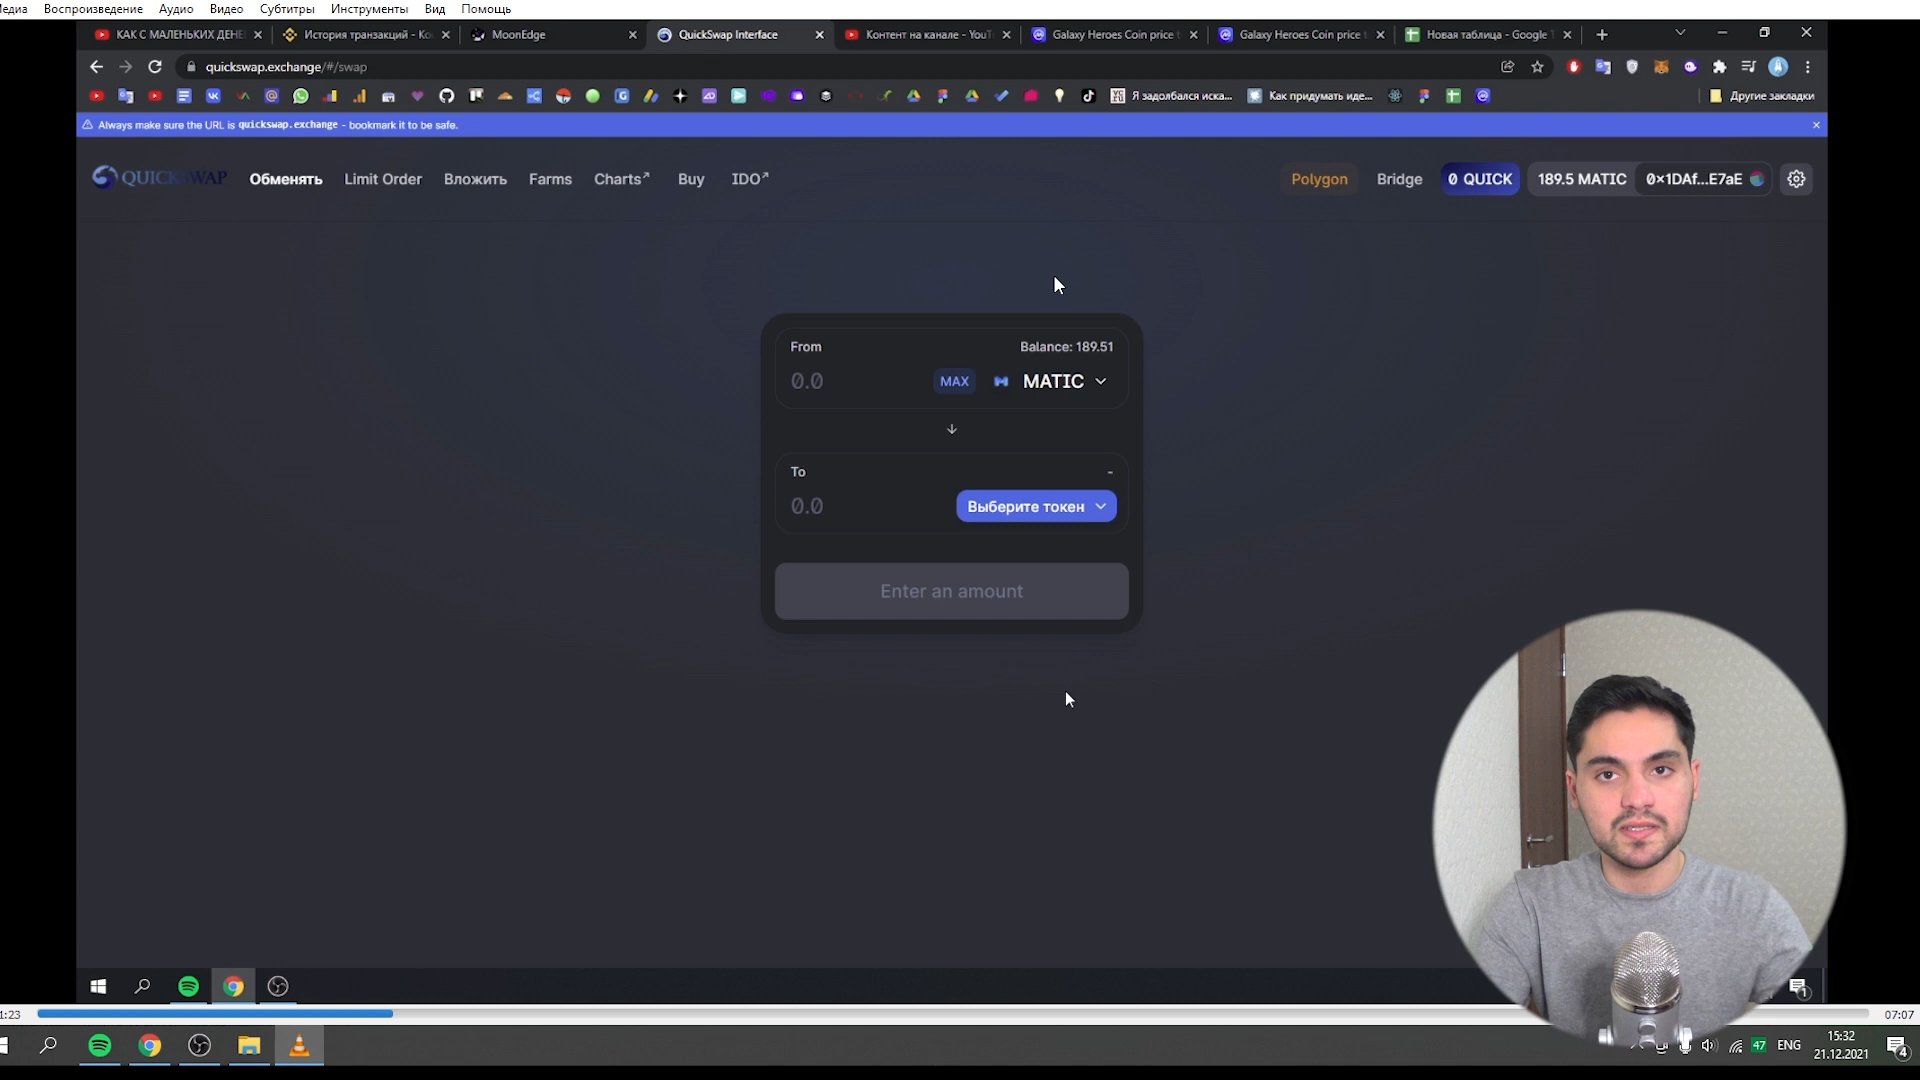 Медиа Воспроизведение Аудио Видео Субтитры Инструменты Вид Помощь
КАК С МАЛЕНЬКИХ ДЕНЕ
История транзакций - Ко
MoonEdge
QuickSwap Interface
Контент на канале - YouT
Galaxy Heroes Coin price t
Galaxy Heroes Coin price t
Новая таблица - Google Т
quickswap.exchange/#/swap
Я задолбался иска...
Как придумать иде...
Другие закладки
Always make sure the URL is quickswap.exchange - bookmark it to be safe.
QUICKSWAP
Обменять Limit Order Вложить Farms Charts↗ Buy IDO↗
Polygon Bridge 0 QUICK 189.5 MATIC 0×1DAf...E7aE
From Balance: 189.51
0.0 MAX MATIC
To -
0.0 Выберите токен
Enter an amount
1
1:23 07:07
47 ENG
15:32
21.12.2021
4